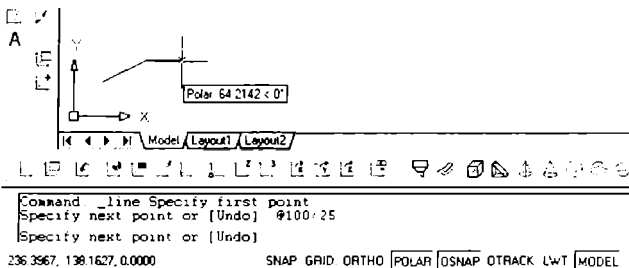 A
Y
Polar 64.2142 < 0°
X
Model Layout1 Layout2
Command: _line Specify first point
Specify next point or [Undo] @100<25
Specify next point or [Undo]
236.3967, 138.1627, 0.0000 SNAP GRID ORTHO POLAR OSNAP OTRACK LWT MODEL